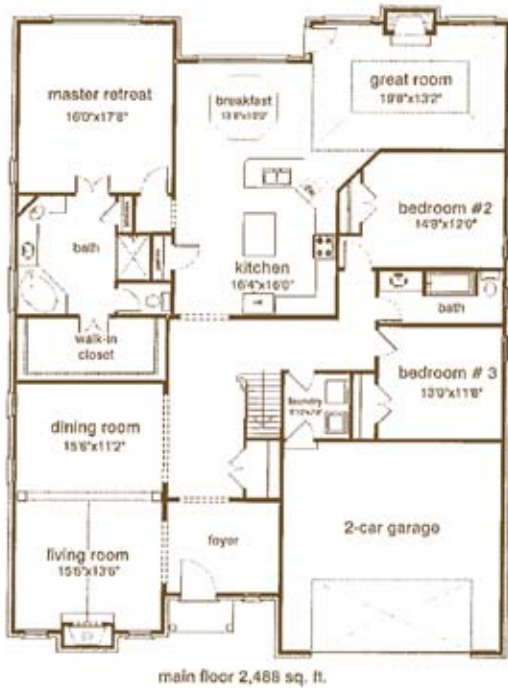 master retreat
16'0"x17'8"
breakfast
great room
19'8"x13'2"
bedroom #2
14'9"x12'0"
bath
kitchen
16'4"x16'0"
bath
walk-in
closet
bedroom # 3
13'0"x11'8"
laundry
dining room
15'6"x11'2"
living room
15'6"x13'6"
foyer
2-car garage
main floor 2,488 sq. ft.